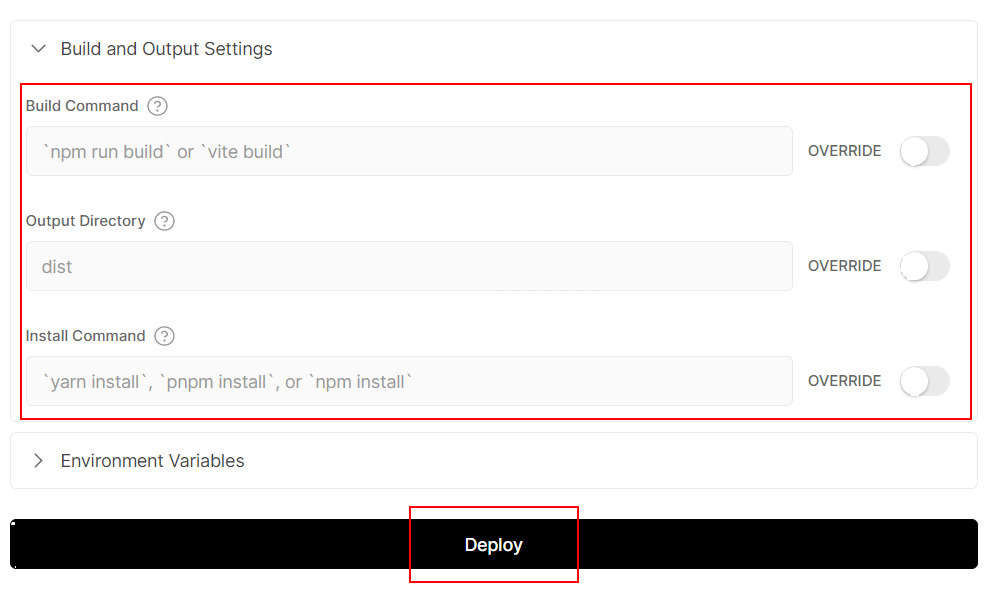 Build and Output Settings
Build Command ?
`npm run build` or `vite build`
OVERRIDE
Output Directory ?
dist
OVERRIDE
Install Command ?
`yarn install`, `pnpm install`, or `npm install`
OVERRIDE
Environment Variables
Deploy